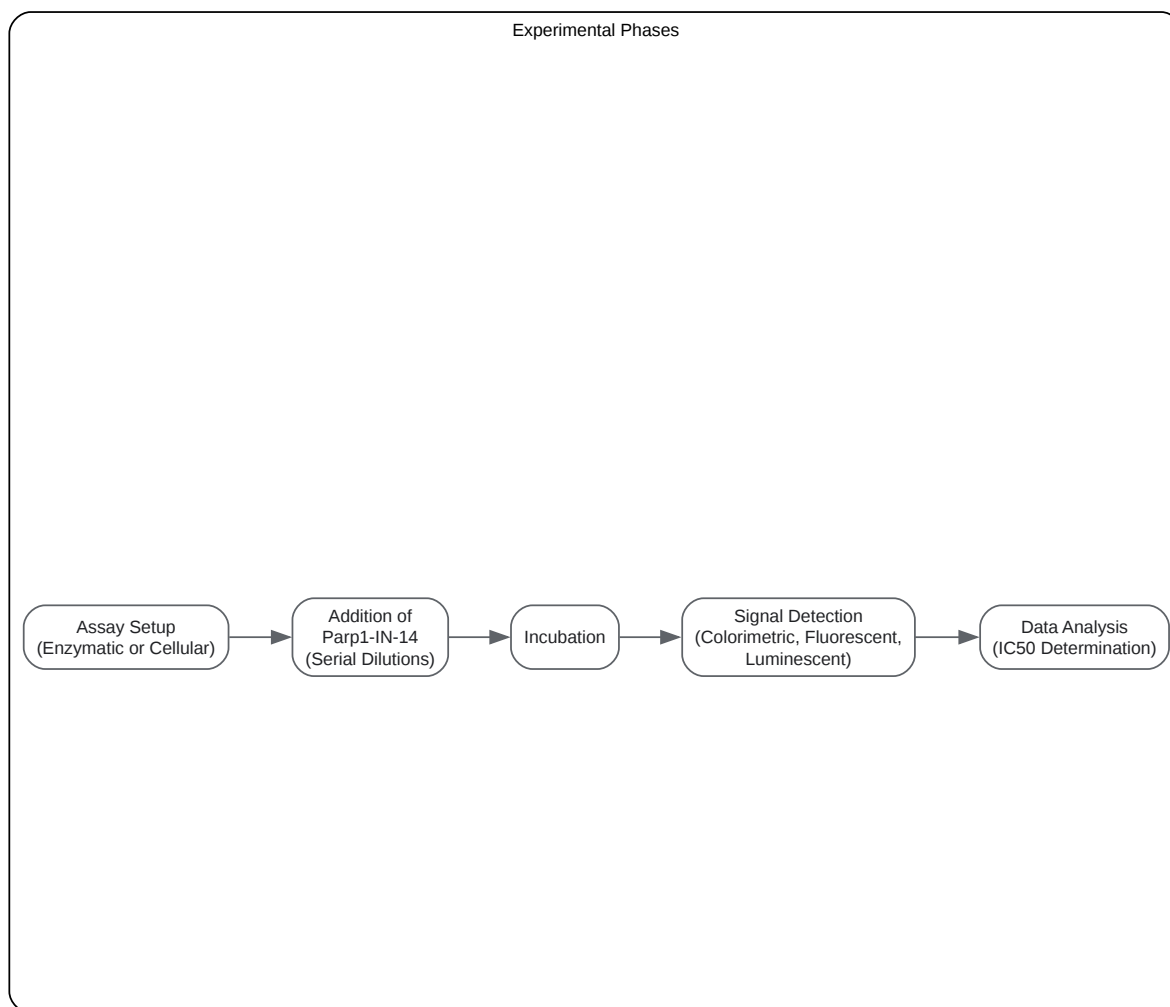 Experimental Phases
Assay Setup
(Enzymatic or Cellular)
Addition of
Parp1-IN-14
(Serial Dilutions)
Incubation
Signal Detection
(Colorimetric, Fluorescent,
Luminescent)
Data Analysis
(IC50 Determination)